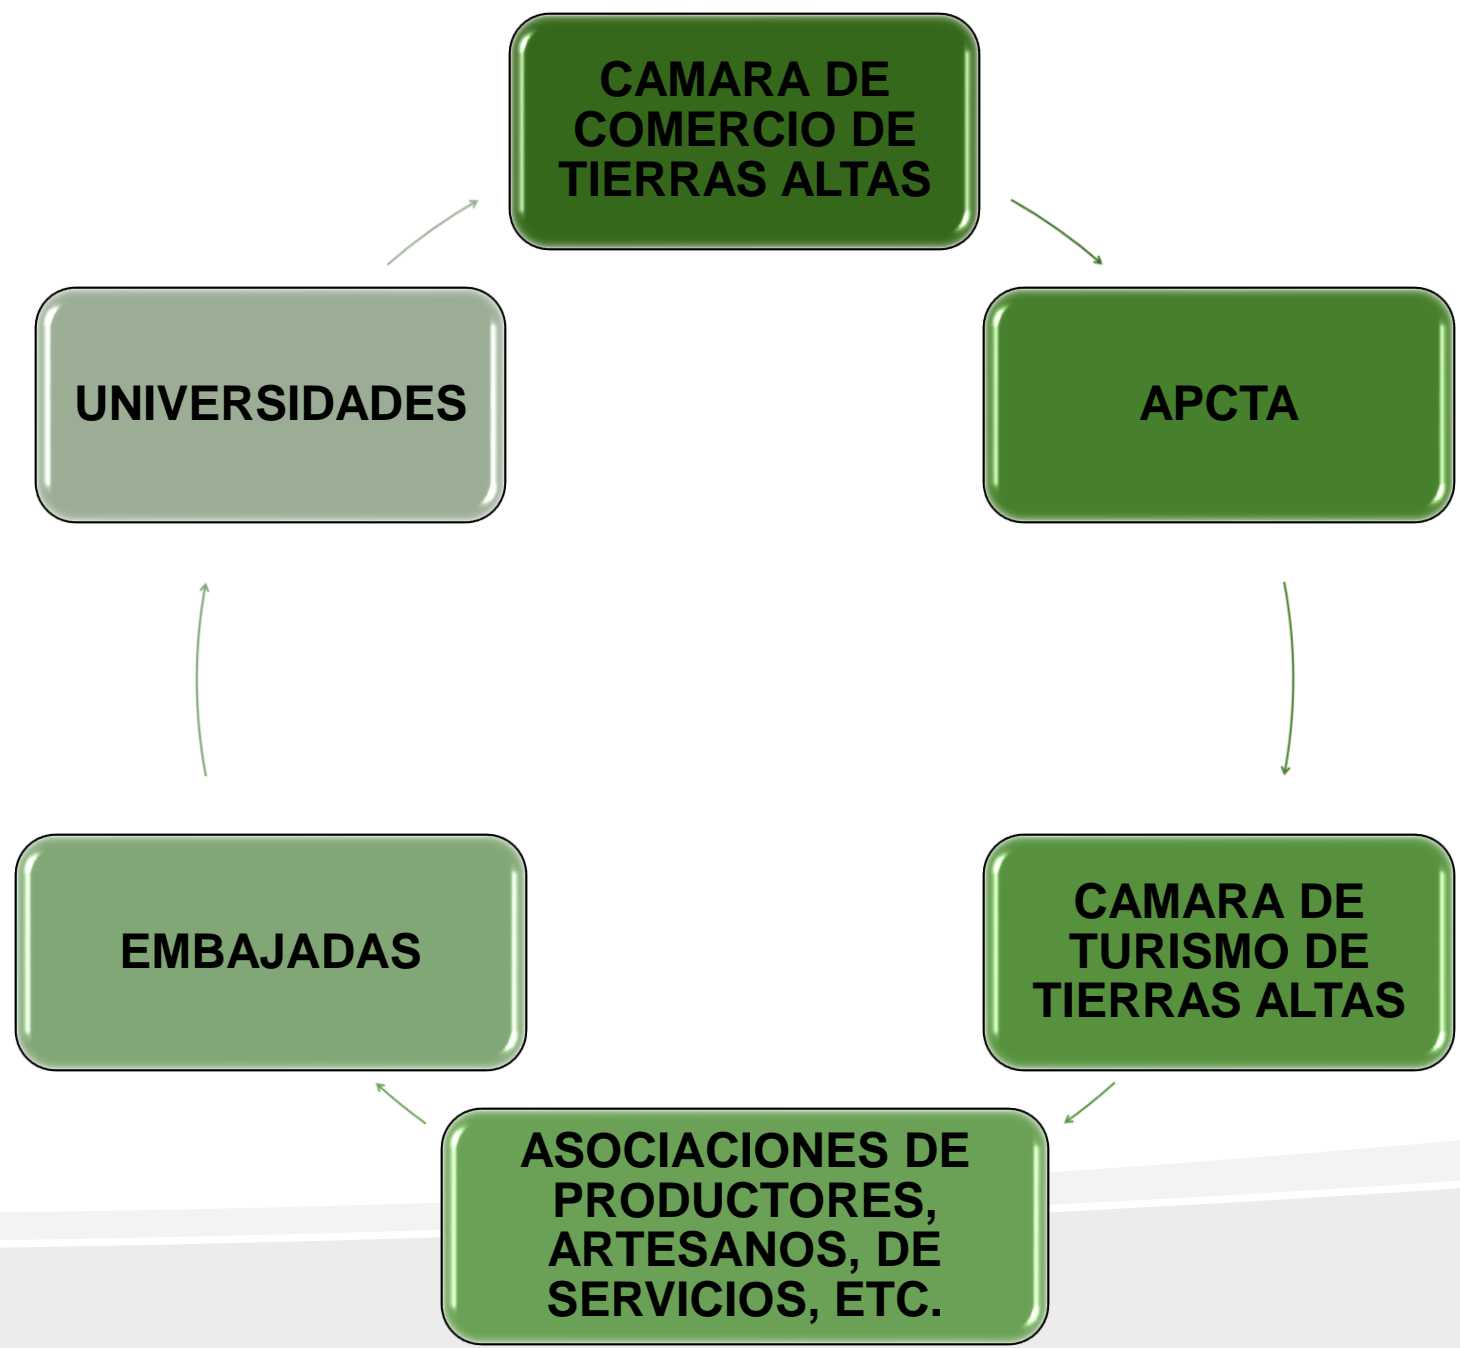 CAMARA DE
COMERCIO DE
TIERRAS ALTAS
APCTA
CAMARA DE
TURISMO DE
TIERRAS ALTAS
ASOCIACIONES DE
PRODUCTORES,
ARTESANOS, DE
SERVICIOS, ETC.
EMBAJADAS
UNIVERSIDADES